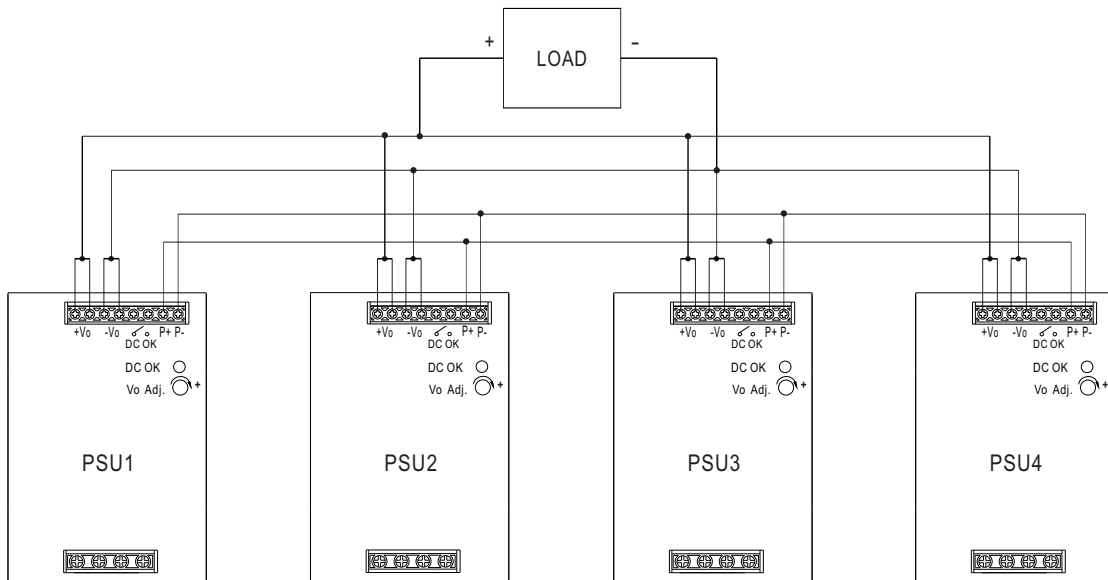 + LOAD -
+Vo -Vo P+ P- +Vo -Vo P+ P- +Vo -Vo P+ P- +Vo -Vo P+ P-
DC OK DC OK DC OK DC OK
DC OK DC OK DC OK DC OK
Vo Adj. + Vo Adj. + Vo Adj. + Vo Adj. +
PSU1 PSU2 PSU3 PSU4